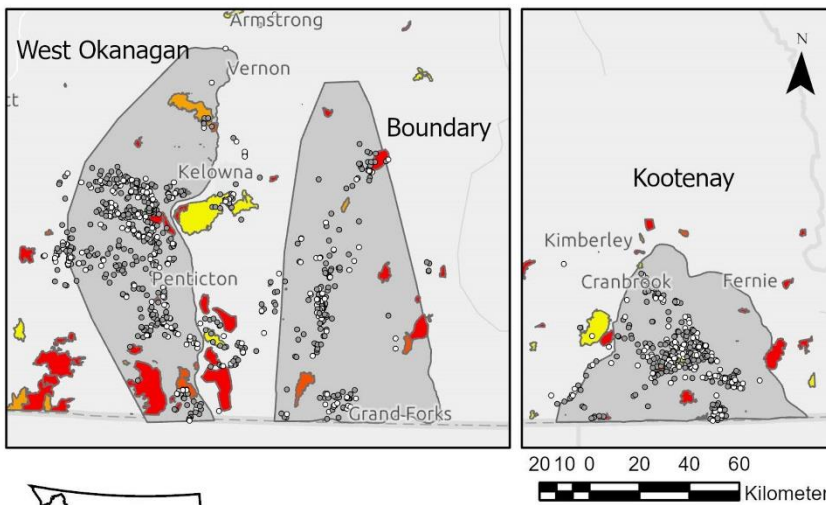 Armstrong
West Okanagan
Vernon
tt
Boundary
Kelowna
Penticton
Grand Forks
N
Kootenay
Kimberley
Cranbrook
Fernie
20 10 0 20 40 60
Kilometer